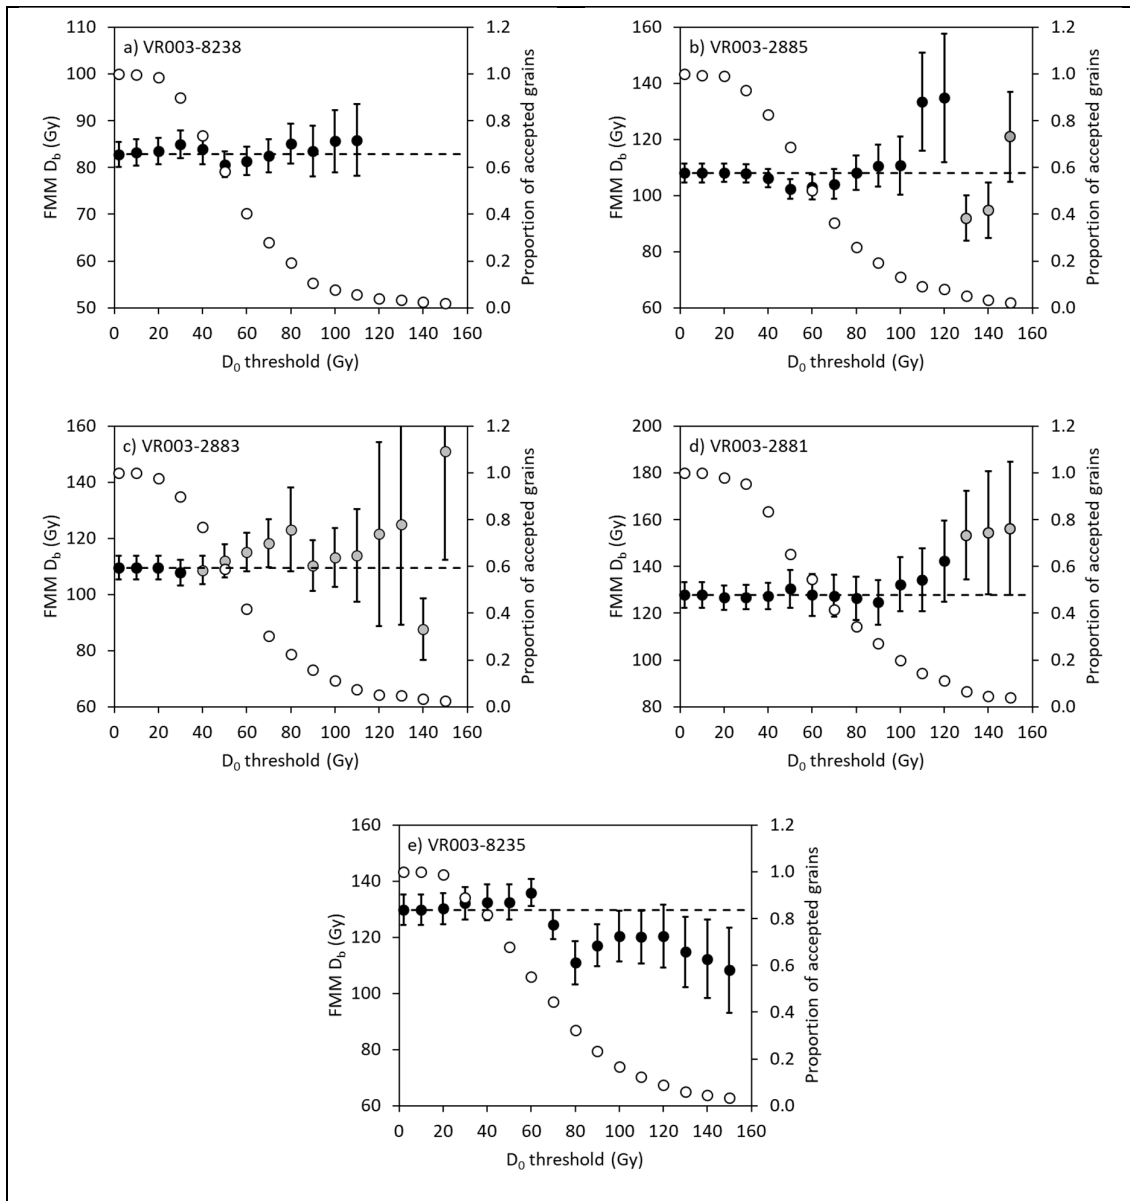 a) VR003-8238
110
100
90
80
70
60
50
FMM D_b (Gy)
1.2
1.0
0.8
0.6
0.4
0.2
0.0
Proportion of accepted grains
0 20 40 60 80 100 120 140 160
D_0 threshold (Gy)
b) VR003-2885
160
140
120
100
80
60
FMM D_b (Gy)
1.2
1.0
0.8
0.6
0.4
0.2
0.0
Proportion of accepted grains
0 20 40 60 80 100 120 140 160
D_0 threshold (Gy)
c) VR003-2883
160
140
120
100
80
60
FMM D_b (Gy)
1.2
1.0
0.8
0.6
0.4
0.2
0.0
Proportion of accepted grains
0 20 40 60 80 100 120 140 160
D_0 threshold (Gy)
d) VR003-2881
200
180
160
140
120
100
80
FMM D_b (Gy)
1.2
1.0
0.8
0.6
0.4
0.2
0.0
Proportion of accepted grains
0 20 40 60 80 100 120 140 160
D_0 threshold (Gy)
e) VR003-8235
160
140
120
100
80
60
FMM D_b (Gy)
1.2
1.0
0.8
0.6
0.4
0.2
0.0
Proportion of accepted grains
0 20 40 60 80 100 120 140 160
D_0 threshold (Gy)